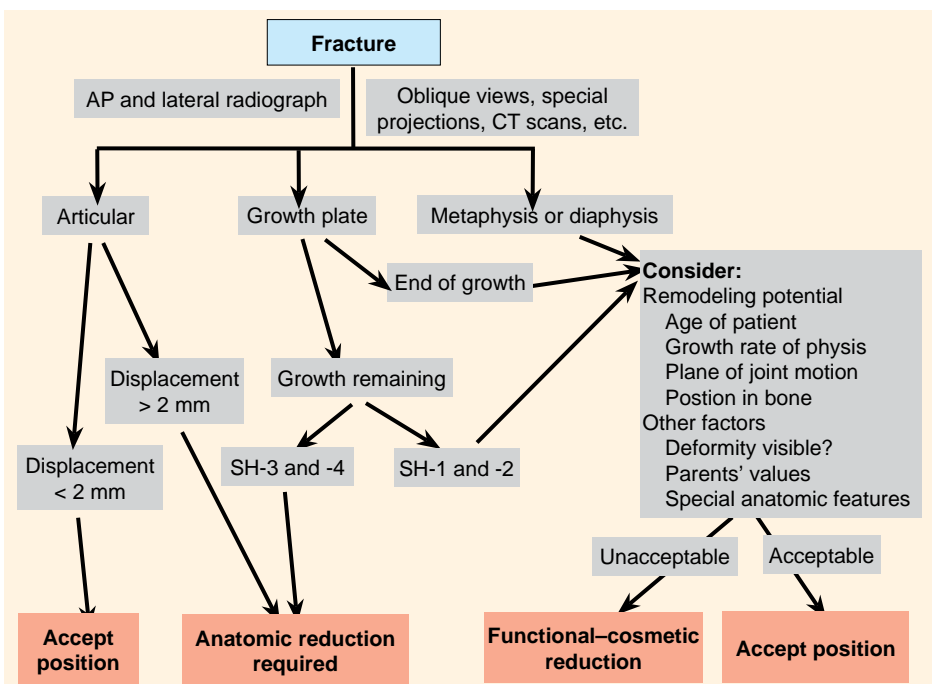 Fracture
AP and lateral radiograph
Oblique views, special
projections, CT scans, etc.
Articular
Growth plate
Metaphysis or diaphysis
End of growth
Consider:
Remodeling potential
Age of patient
Growth rate of physis
Plane of joint motion
Postion in bone
Other factors
Deformity visible?
Parents' values
Special anatomic features
Displacement
> 2 mm
Growth remaining
Displacement
< 2 mm
SH-3 and -4
SH-1 and -2
Unacceptable
Acceptable
Accept
position
Anatomic reduction
required
Functional–cosmetic
reduction
Accept position